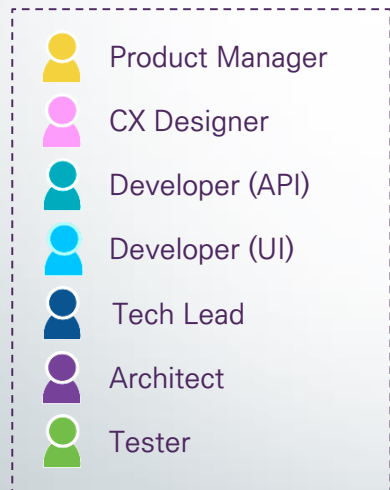 Product Manager
CX Designer
Developer (API)
Developer (UI)
Tech Lead
Architect
Tester